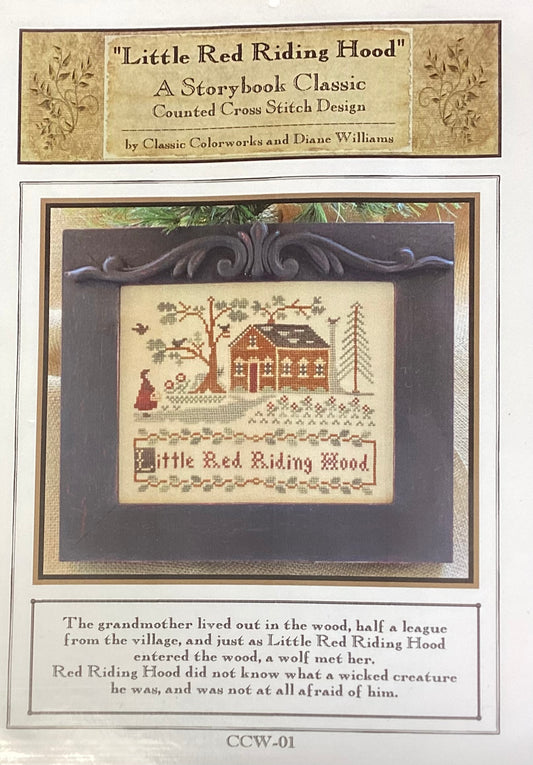 "Little Red Riding Hood"
A Storybook Classic
Counted Cross Stitch Design
by Classic Colorworks and Diane Williams
Little Red Riding Hood
The grandmother lived out in the wood, half a league
from the village, and just as Little Red Riding Hood
entered the wood, a wolf met her.
Red Riding Hood did not know what a wicked creature
he was, and was not at all afraid of him.
CCW-01